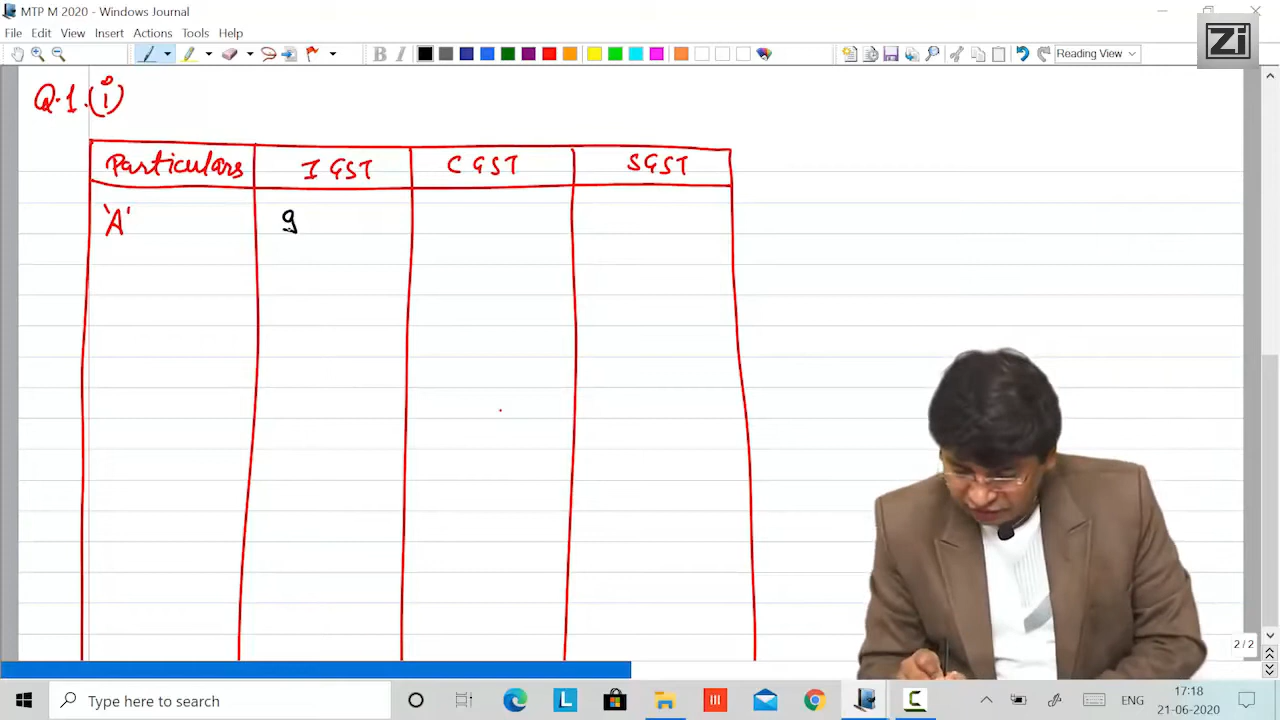 MTP M 2020 - Windows Journal
Zi
File Edit View Insert Actions Tools Help
B I Reading View
Q.1.(i)
Particulars IGST CGST SGST
'A' 9
2/2
Type here to search
ENG
17:18
21-06-2020